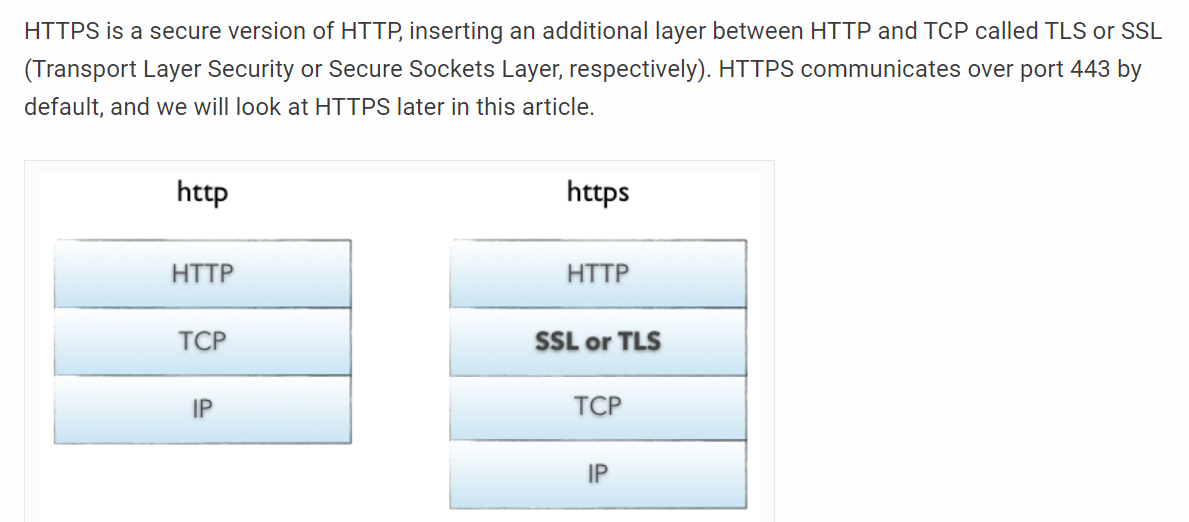 HTTPS is a secure version of HTTP, inserting an additional layer between HTTP and TCP called TLS or SSL
(Transport Layer Security or Secure Sockets Layer, respectively). HTTPS communicates over port 443 by
default, and we will look at HTTPS later in this article.
http
HTTP
TCP
IP
https
HTTP
SSL or TLS
TCP
IP